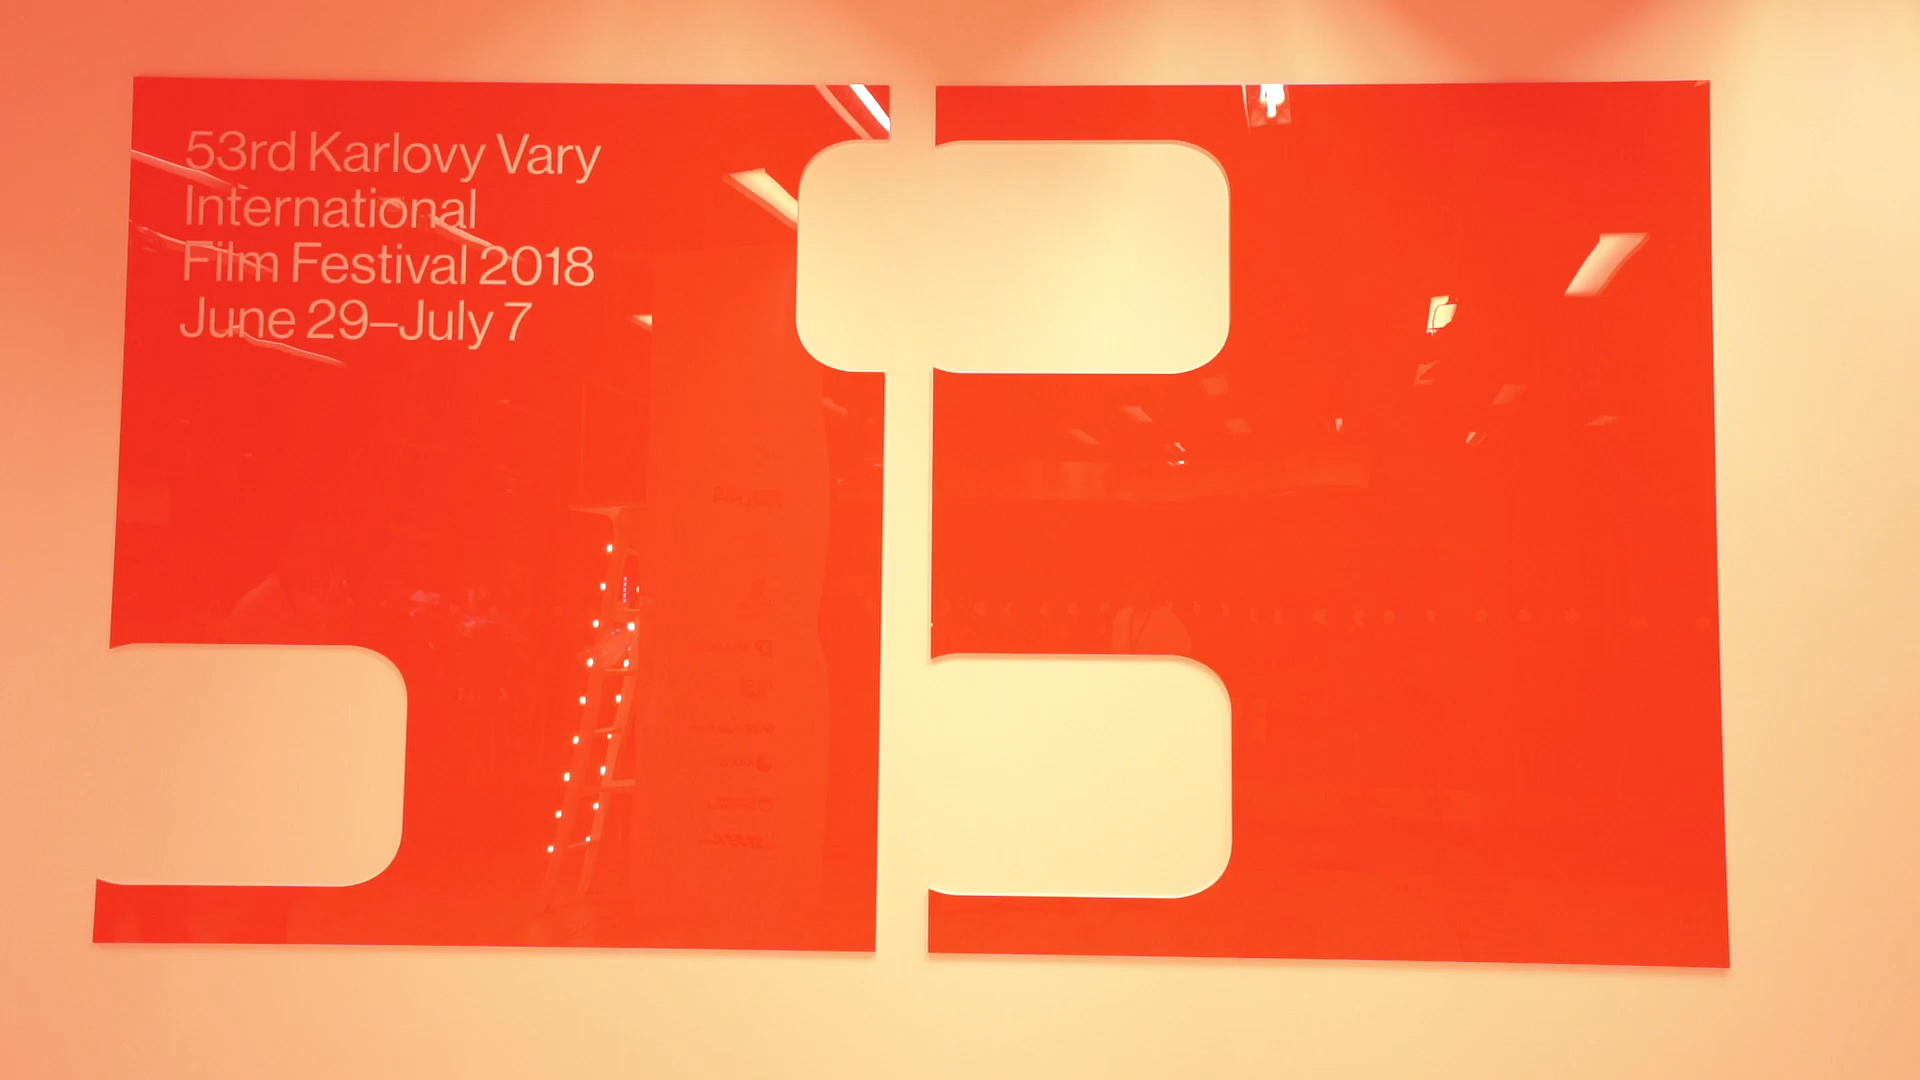 53rd Karlovy Vary
International
Film Festival 2018
June 29–July 7